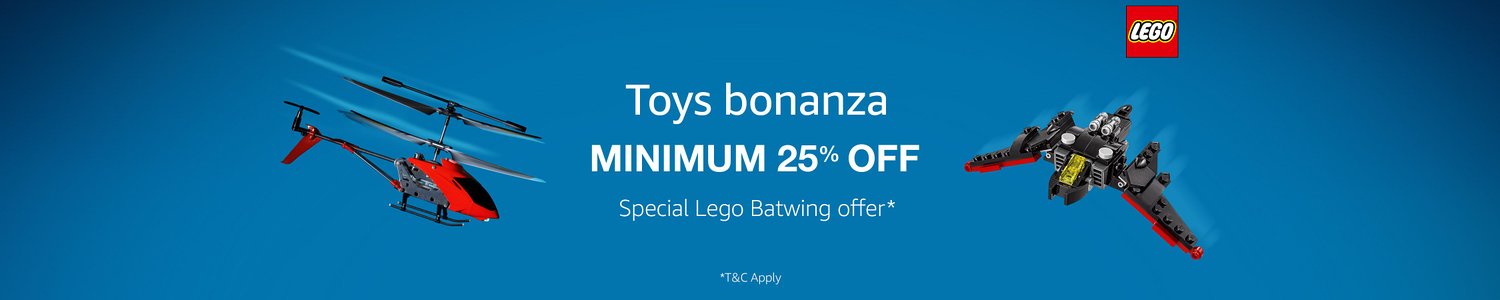 LEGO
Toys bonanza
MINIMUM 25% OFF
Special Lego Batwing offer*
*T&C Apply